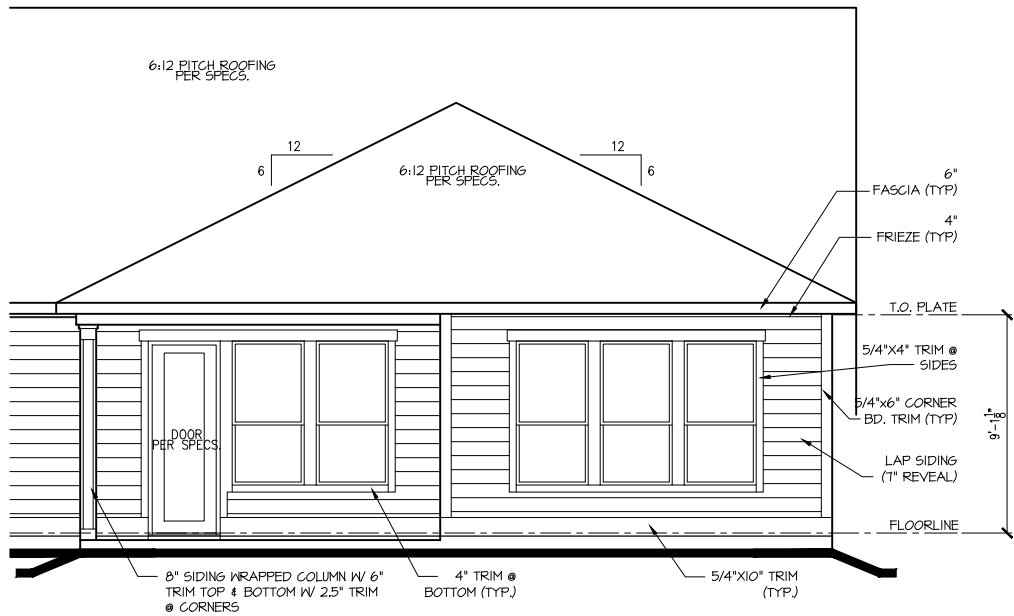 6:12 PITCH ROOFING
PER SPECS.
12
6
12
6
6:12 PITCH ROOFING
PER SPECS.
6"
FASCIA (TYP)
4"
FRIEZE (TYP)
T.O. PLATE
5/4"X4" TRIM @
SIDES
5/4"x6" CORNER
BD. TRIM (TYP)
9'-1 1/8"
DOOR
PER SPECS.
LAP SIDING
(7" REVEAL)
FLOORLINE
8" SIDING WRAPPED COLUMN W/ 6"
TRIM TOP & BOTTOM W/ 2.5" TRIM
@ CORNERS
4" TRIM @
BOTTOM (TYP.)
5/4"X10" TRIM
(TYP.)